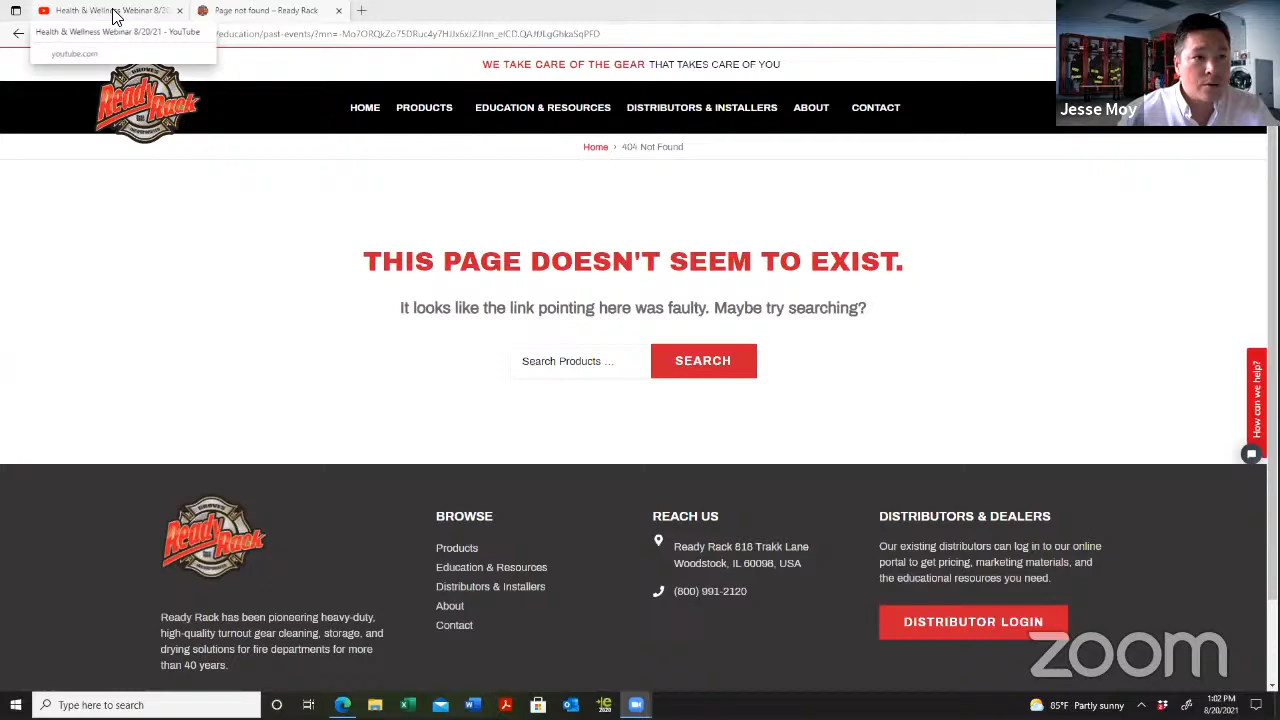 Health & Wellness Webinar 8/20
Page not found – Ready Rack
Health & Wellness Webinar 8/20/21 - YouTube
youtube.com
WE TAKE CARE OF THE GEAR THAT TAKES CARE OF YOU
Ready Rack
HOME PRODUCTS EDUCATION & RESOURCES DISTRIBUTORS & INSTALLERS ABOUT CONTACT
Jesse Moy
Home › 404 Not Found
THIS PAGE DOESN'T SEEM TO EXIST.
It looks like the link pointing here was faulty. Maybe try searching?
Search Products ...
SEARCH
How can we help?
Ready Rack
BROWSE
Products
Education & Resources
Distributors & Installers
About
Contact
REACH US
Ready Rack 818 Trakk Lane
Woodstock, IL 60098, USA
(800) 991-2120
DISTRIBUTORS & DEALERS
Our existing distributors can log in to our online
portal to get pricing, marketing materials, and
the educational resources you need.
DISTRIBUTOR LOGIN
Ready Rack has been pioneering heavy-duty,
high-quality turnout gear cleaning, storage, and
drying solutions for fire departments for more
than 40 years.
zoom
Type here to search
85°F Partly sunny
1:02 PM
8/20/2021